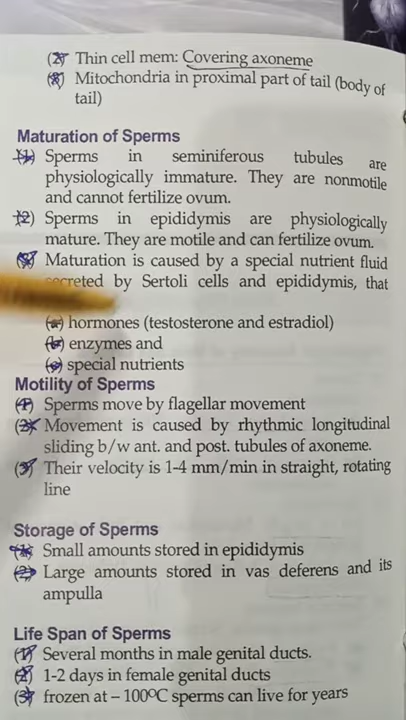 (2) Thin cell mem: Covering axoneme
(8) Mitochondria in proximal part of tail (body of
tail)
Maturation of Sperms
(1) Sperms in seminiferous tubules are
physiologically immature. They are nonmotile
and cannot fertilize ovum.
(2) Sperms in epididymis are physiologically
mature. They are motile and can fertilize ovum.
Maturation is caused by a special nutrient fluid
secreted by Sertoli cells and epididymis, that
(a) hormones (testosterone and estradiol)
(b) enzymes and
(c) special nutrients
Motility of Sperms
(1) Sperms move by flagellar movement
(2) Movement is caused by rhythmic longitudinal
sliding b/w ant. and post. tubules of axoneme.
(3) Their velocity is 1-4 mm/min in straight, rotating
line
Storage of Sperms
(1) Small amounts stored in epididymis
(2) Large amounts stored in vas deferens and its
ampulla
Life Span of Sperms
(1) Several months in male genital ducts.
(2) 1-2 days in female genital ducts
(3) frozen at – 100ºC sperms can live for years